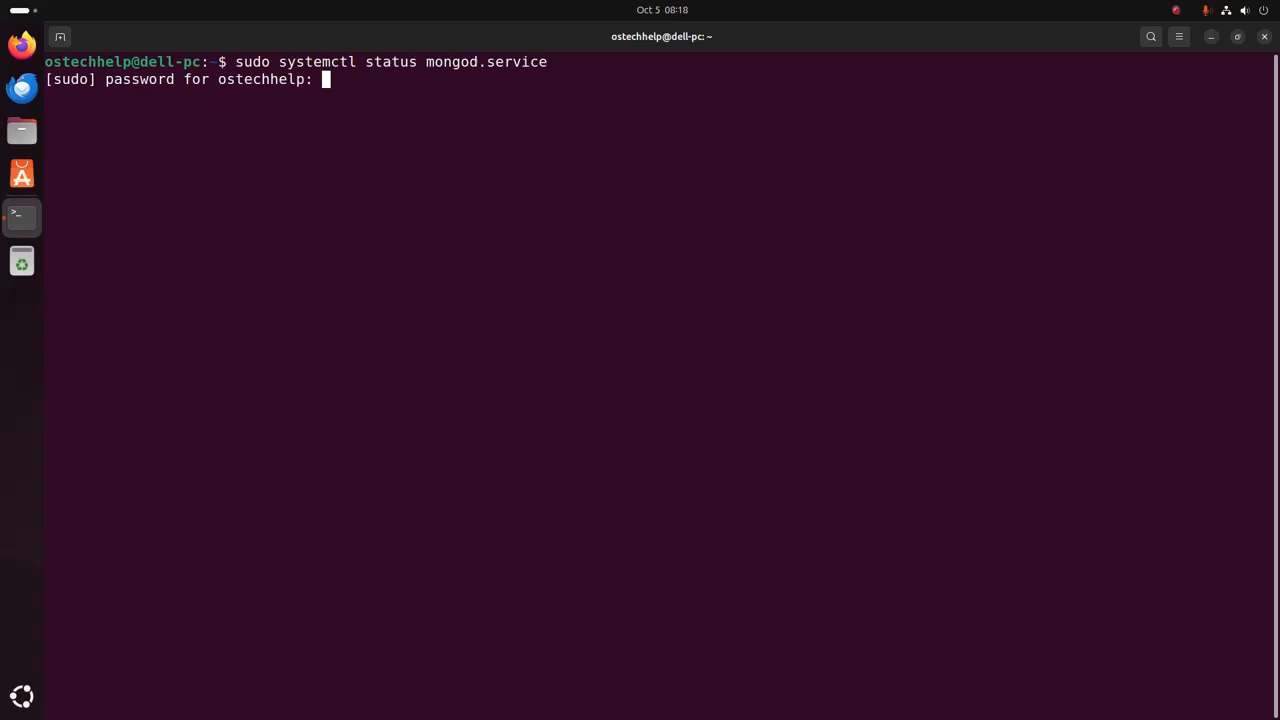 Oct 5 08:18
ostechhelp@dell-pc: ~
ostechhelp@dell-pc:~$ sudo systemctl status mongod.service
[sudo] password for ostechhelp: